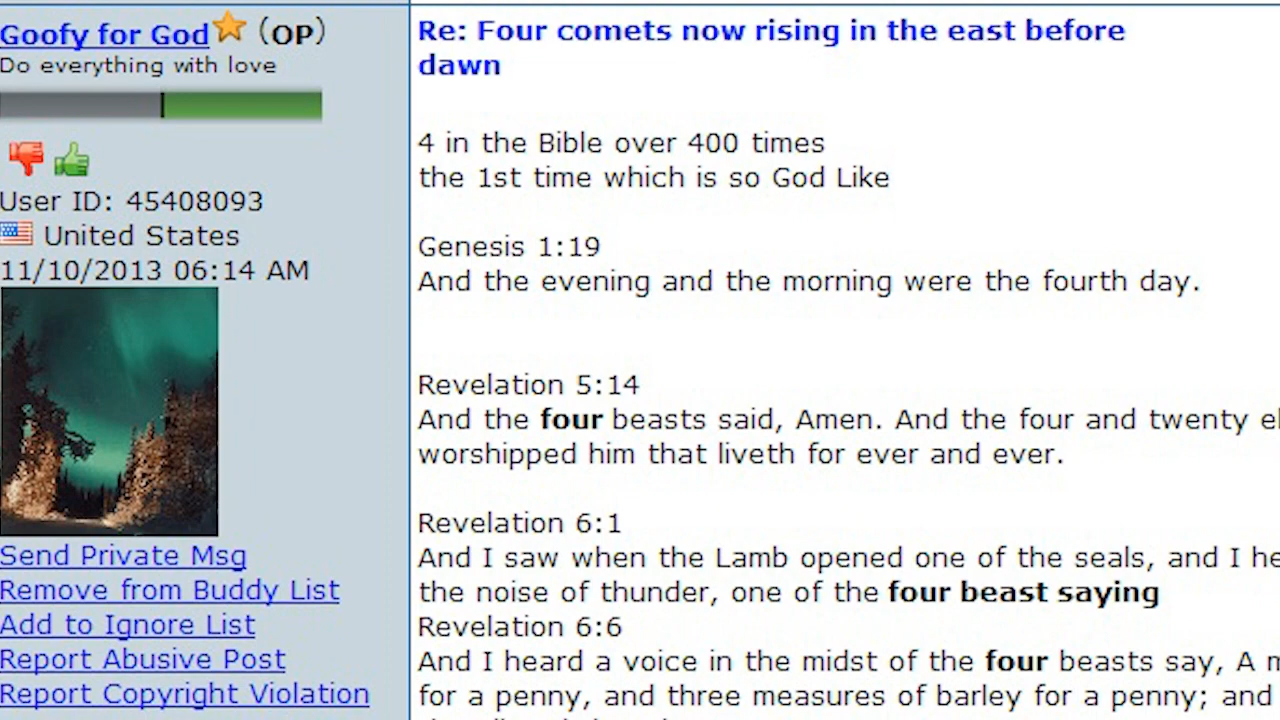 Goofy for God (OP)
Do everything with love
User ID: 45408093
United States
11/10/2013 06:14 AM
Send Private Msg
Remove from Buddy List
Add to Ignore List
Report Abusive Post
Report Copyright Violation
Re: Four comets now rising in the east before
dawn
4 in the Bible over 400 times
the 1st time which is so God Like
Genesis 1:19
And the evening and the morning were the fourth day.
Revelation 5:14
And the four beasts said, Amen. And the four and twenty
worshipped him that liveth for ever and ever.
Revelation 6:1
And I saw when the Lamb opened one of the seals, and I
the noise of thunder, one of the four beast saying
Revelation 6:6
And I heard a voice in the midst of the four beasts say, A
for a penny, and three measures of barley for a penny; and